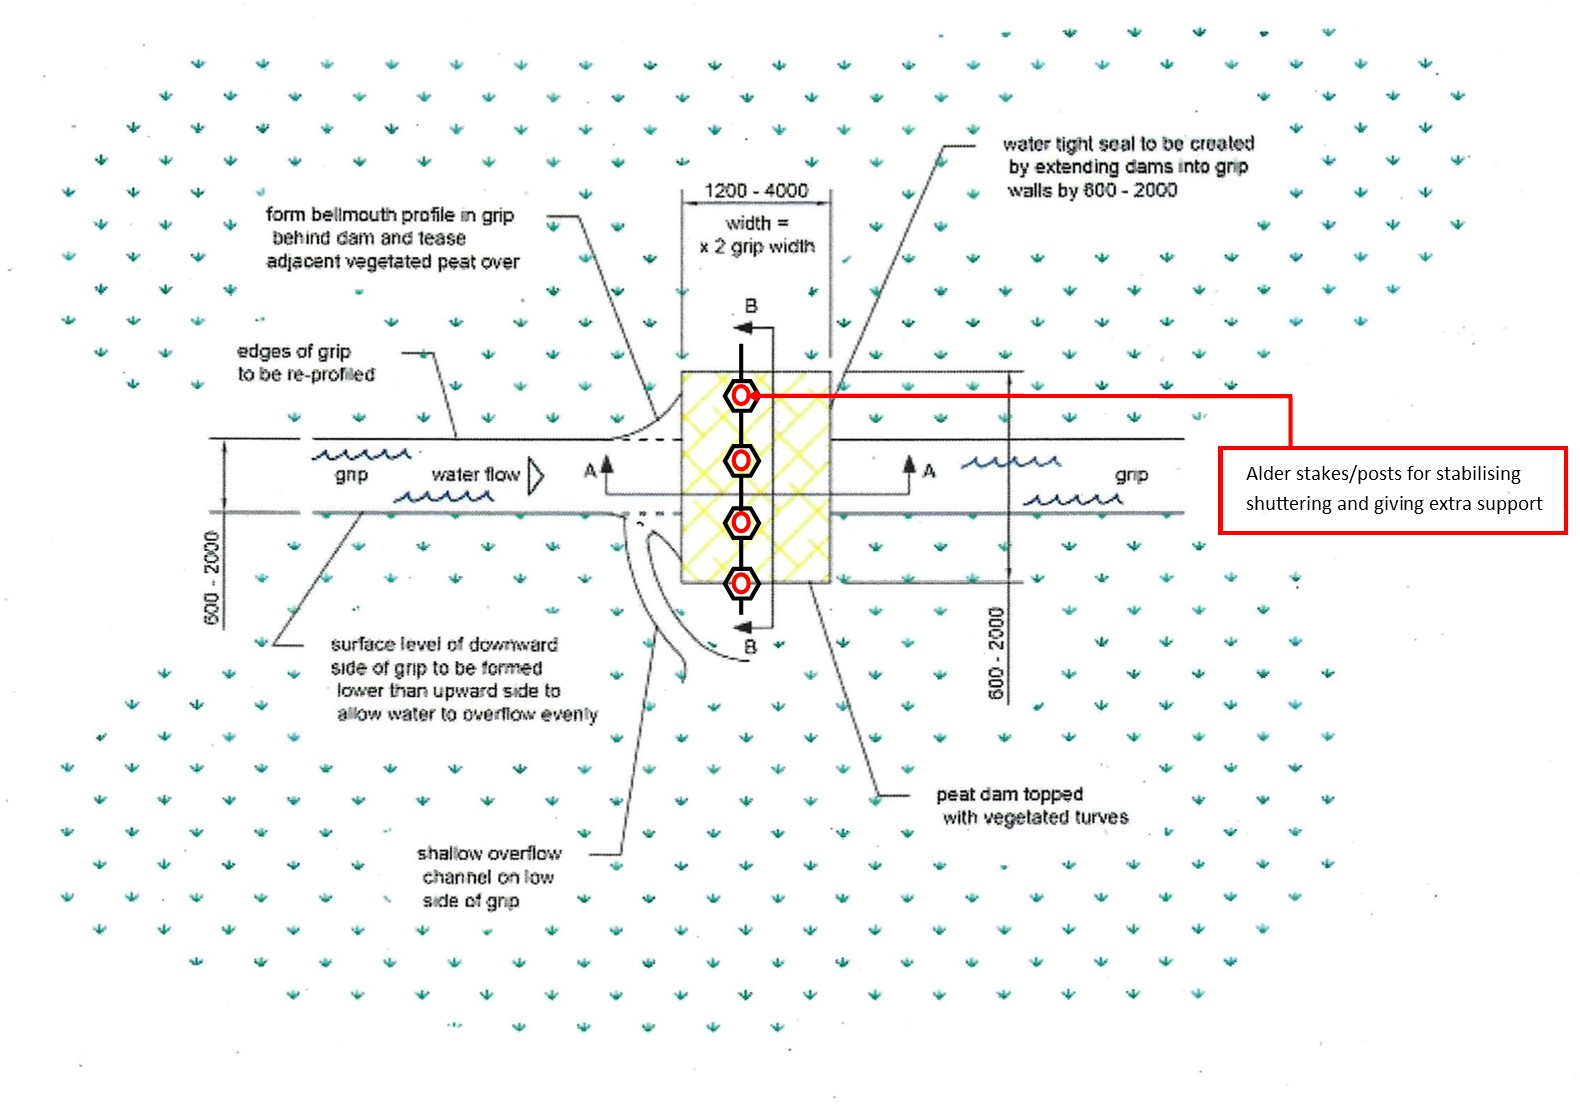 water tight seal to be created
by extending dams into grip
walls by 600 - 2000
1200 - 4000
width =
x 2 grip width
form bellmouth profile in grip
behind dam and tease
adjacent vegetated peat over
B
edges of grip
to be re-profiled
grip
water flow
A
A
grip
Alder stakes/posts for stabilising
shuttering and giving extra support
600 - 2000
600 - 2000
B
surface level of downward
side of grip to be formed
lower than upward side to
allow water to overflow evenly
peat dam topped
with vegetated turves
shallow overflow
channel on low
side of grip